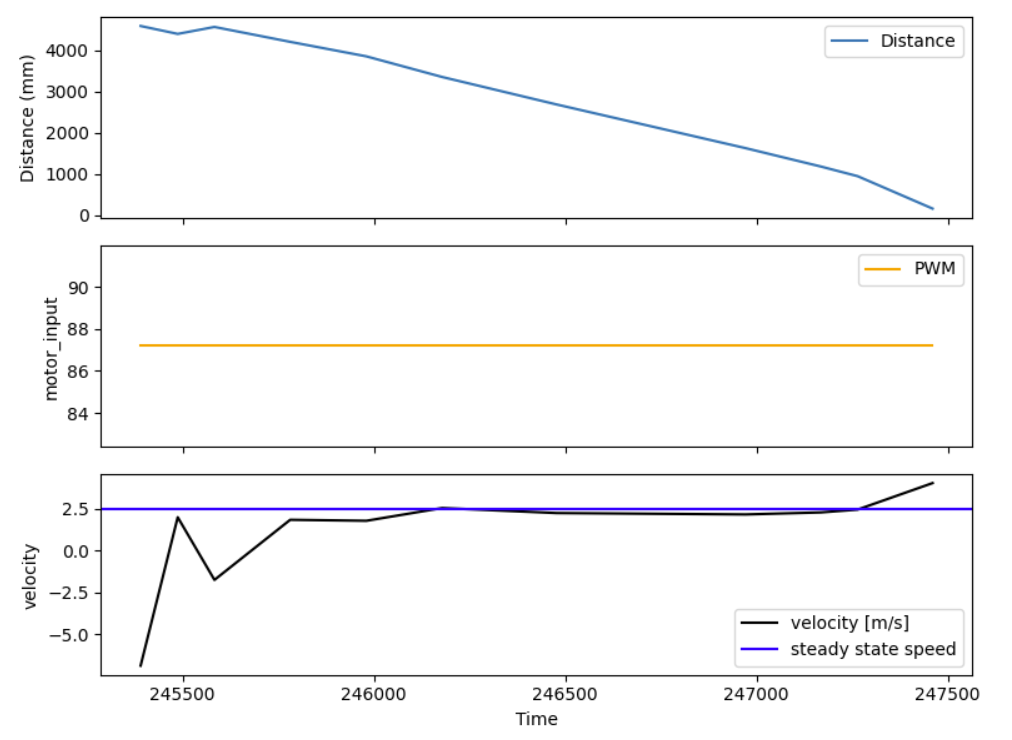 Distance (mm)
4000
3000
2000
1000
0
Distance
motor_input
90
88
86
84
PWM
velocity
2.5
0.0
−2.5
−5.0
velocity [m/s]
steady state speed
245500 246000 246500 247000 247500
Time